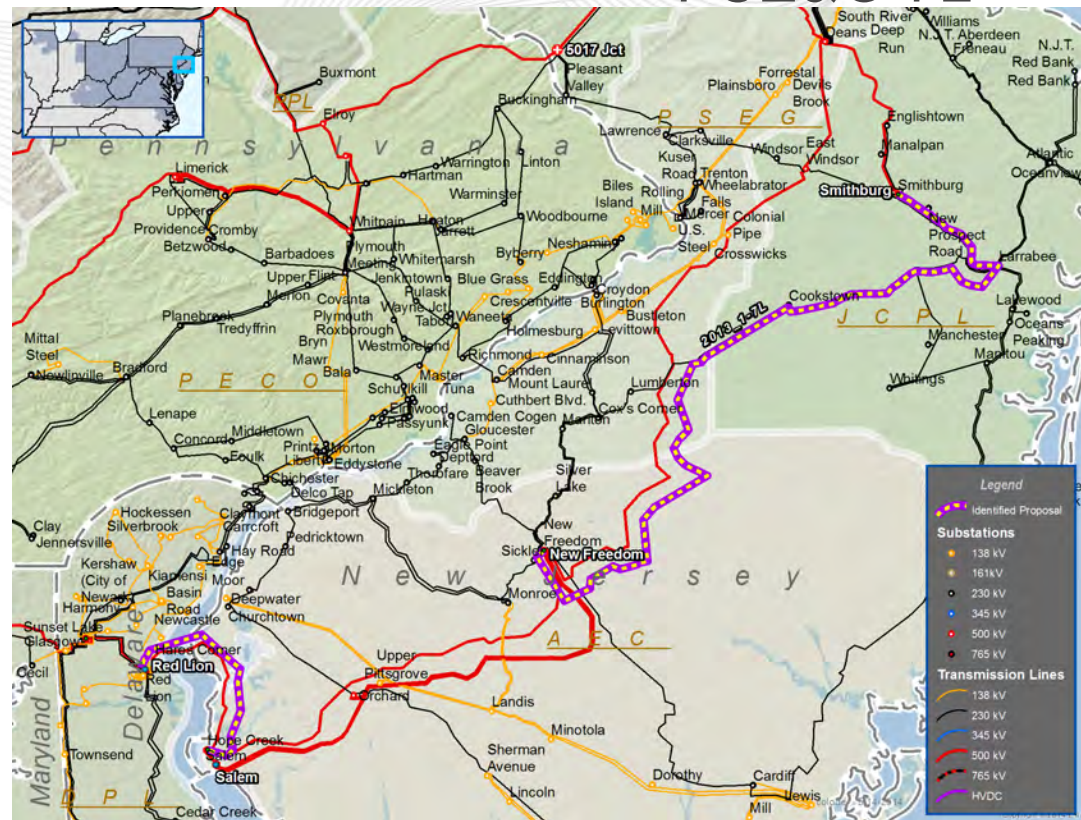 South River
Deans
Deep
Run
Williams
N.J.T. Aberdeen
Freneau
N.J.T.
Red Bank
Red Bank
5017 Jct
Pleasant
Valley
Buxmont
PPL
Elroy
Buckingham
Forrestal
Plainsboro
Devils
Brook
PSEG
Englishtown
Manalpan
Lawrence
Clarksville
Windsor
East
Windsor
Atlantic
Oceanview
Pennsylvania
Limerick
Perkiomen
Upper
Providence
Cromby
Betzwood
Warrington
Hartman
Linton
Warminster
Kuser
Road
Trenton
Wheelabrator
Biles
Island
Rolling
Mill
Falls
Mercer
U.S.
Steel
Colonial
Pipe
Crosswicks
Smithburg
Smithburg
New
Prospect
Road
Larrabee
Whitpain
Heaton
Jarrett
Woodbourne
Neshaminy
Byberry
Barbadoes
Plymouth
Meeting
Whitemarsh
Upper
Merion
Flint
Jenkintown
Blue Grass
Eddington
Pulaski
Crescentville
Croydon
Burlington
Covanta
Plymouth
Wayne Jct
Tabor
Waneeta
Bustleton
Levittown
Holmesburg
Planebrook
Tredyffrin
Roxborough
Westmoreland
Bryn
Mawr
Bala
Richmond
Camden
Cinnaminson
Mount Laurel
Lumberton
Cookstown
2013_1-7L
JCPL
Lakewood
Oceans
Peaking
Manchester
Manitou
Whitings
Mittal
Steel
Newlinville
Bradford
PECO
Schuylkill
Master
Tuna
Cuthbert Blvd.
Cox's Corner
Marlton
Elmwood
Passyunk
Camden Cogen
Gloucester
Lenape
Concord
Middletown
Foulk
Printz
Morton
Liberty
Eddystone
Eagle Point
Deptford
Thorofare
Beaver
Brook
Silver
Lake
Chichester
Delco Tap
Mickleton
Bridgeport
Claymont
Carrcroft
Hockessen
Silverbrook
Clay
Jennersville
Pedricktown
Hay Road
Edge
Moor
New
Freedom
Sickler
New Freedom
Kershaw
(City of
Newark)
Kiamensi
Basin
Road
Harmony
Newcastle
Deepwater
Churchtown
Monroe
New Jersey
AEC
Sunset Lake
Glasgow
Hares Corner
Red Lion
Red
Lion
Cecil
Upper
Pittsgrove
Orchard
Landis
Minotola
Hope Creek
Salem
Salem
Sherman
Avenue
Lincoln
Dorothy
Cardiff
Mill
Lewis
Maryland
Delaware
Townsend
DPL
Cedar Creek
Legend
Identified Proposal
Substations
138 kV
161kV
230 kV
345 kV
500 kV
765 kV
Transmission Lines
138 kV
230 kV
345 kV
500 kV
765 kV
HVDC